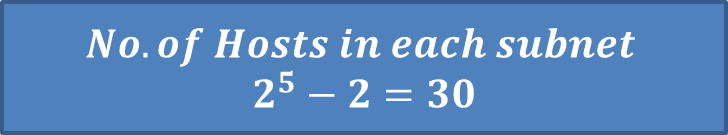 No. of Hosts in each subnet
2⁵ − 2 = 30